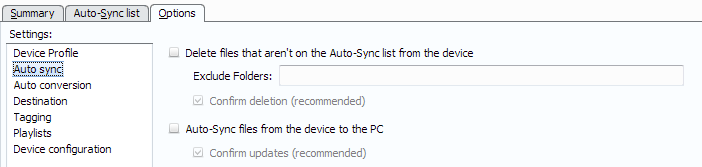 Summary Auto-Sync list Options
Settings:
Device Profile
Auto sync
Auto conversion
Destination
Tagging
Playlists
Device configuration
Delete files that aren't on the Auto-Sync list from the device
Exclude Folders:
Confirm deletion (recommended)
Auto-Sync files from the device to the PC
Confirm updates (recommended)